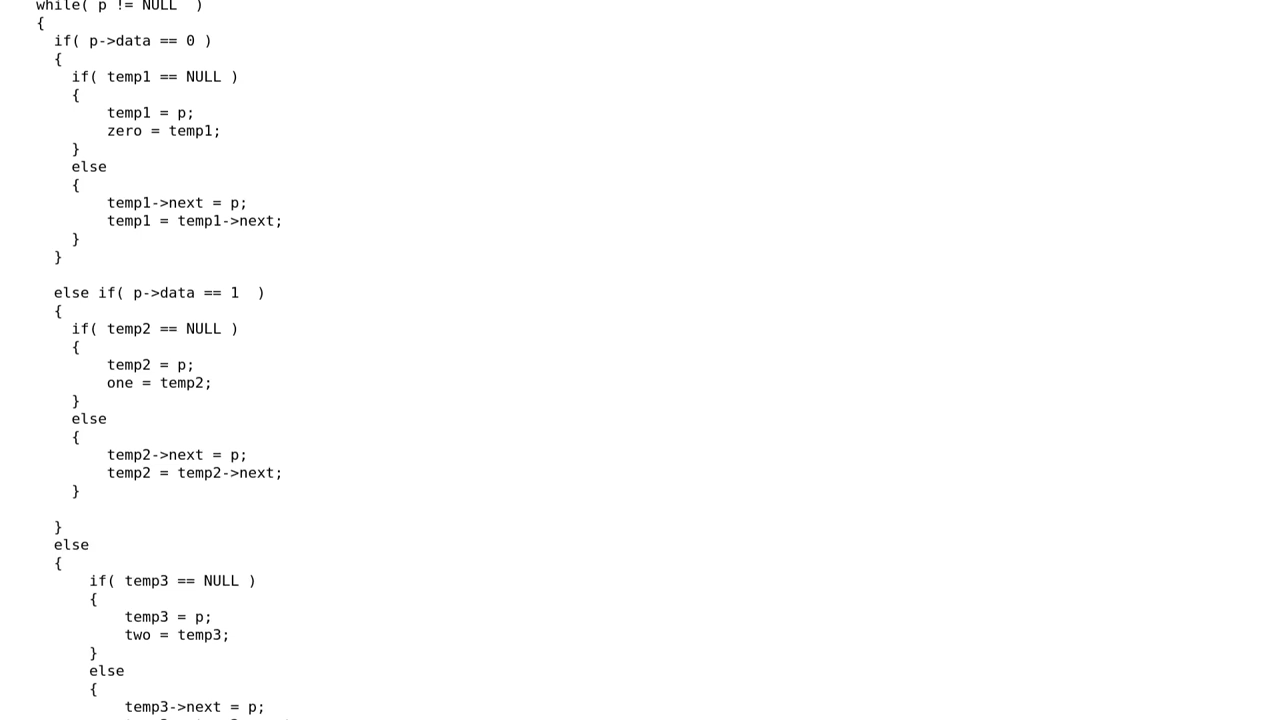 while( p != NULL  )
{
if( p->data == 0 )
{
if( temp1 == NULL )
{
temp1 = p;
zero = temp1;
}
else
{
temp1->next = p;
temp1 = temp1->next;
}
}
else if( p->data == 1  )
{
if( temp2 == NULL )
{
temp2 = p;
one = temp2;
}
else
{
temp2->next = p;
temp2 = temp2->next;
}
}
else
{
if( temp3 == NULL )
{
temp3 = p;
two = temp3;
}
else
{
temp3->next = p;